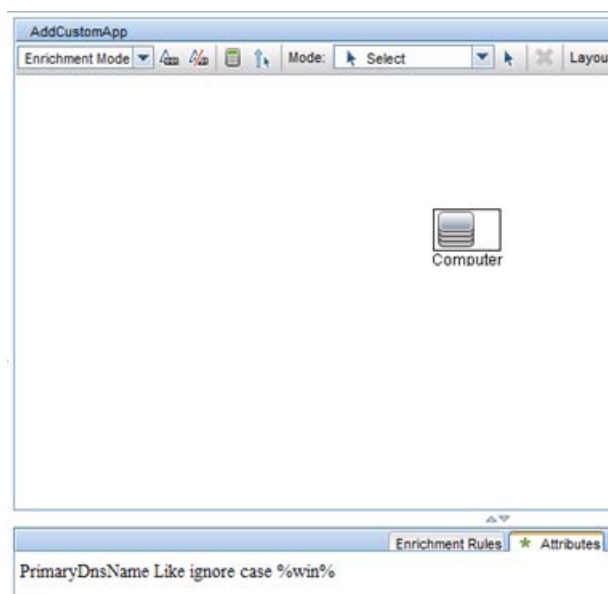 AddCustomApp
Enrichment Mode Mode: Select Layou
Computer
Enrichment Rules * Attributes
PrimaryDnsName Like ignore case %win%